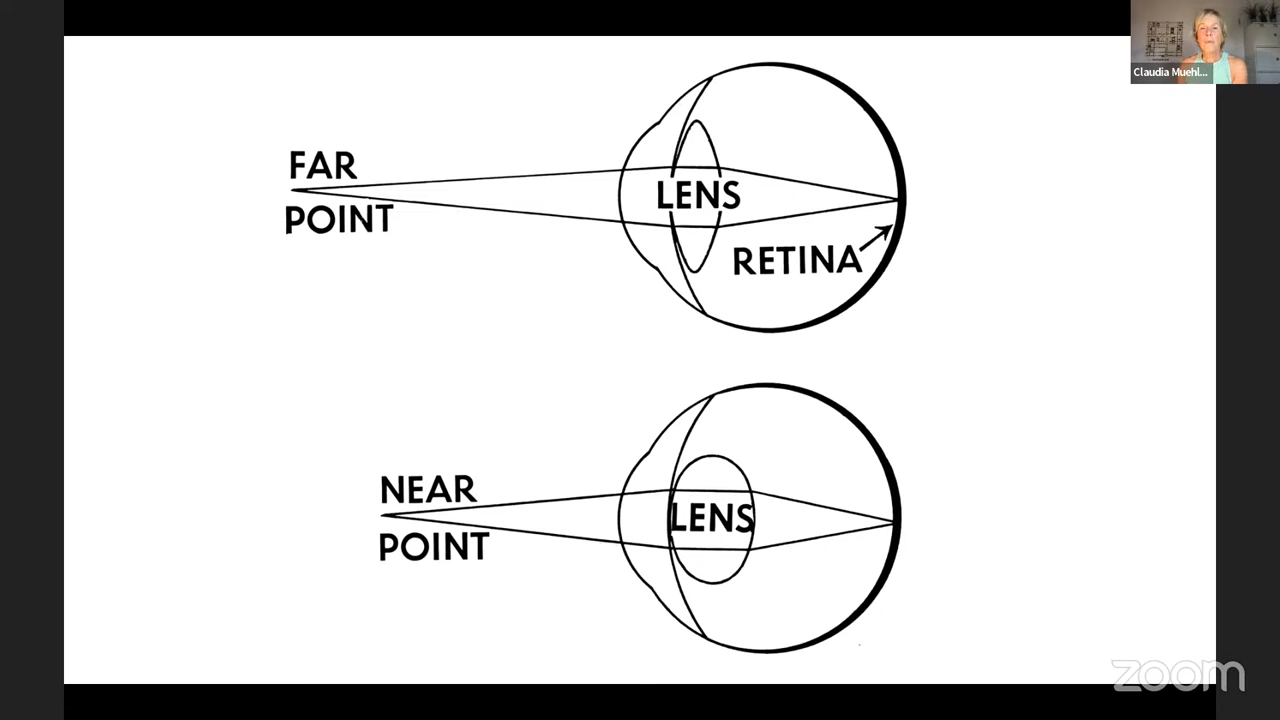 Claudia Muehl...
FAR
POINT
LENS
RETINA
NEAR
POINT
LENS
zoom